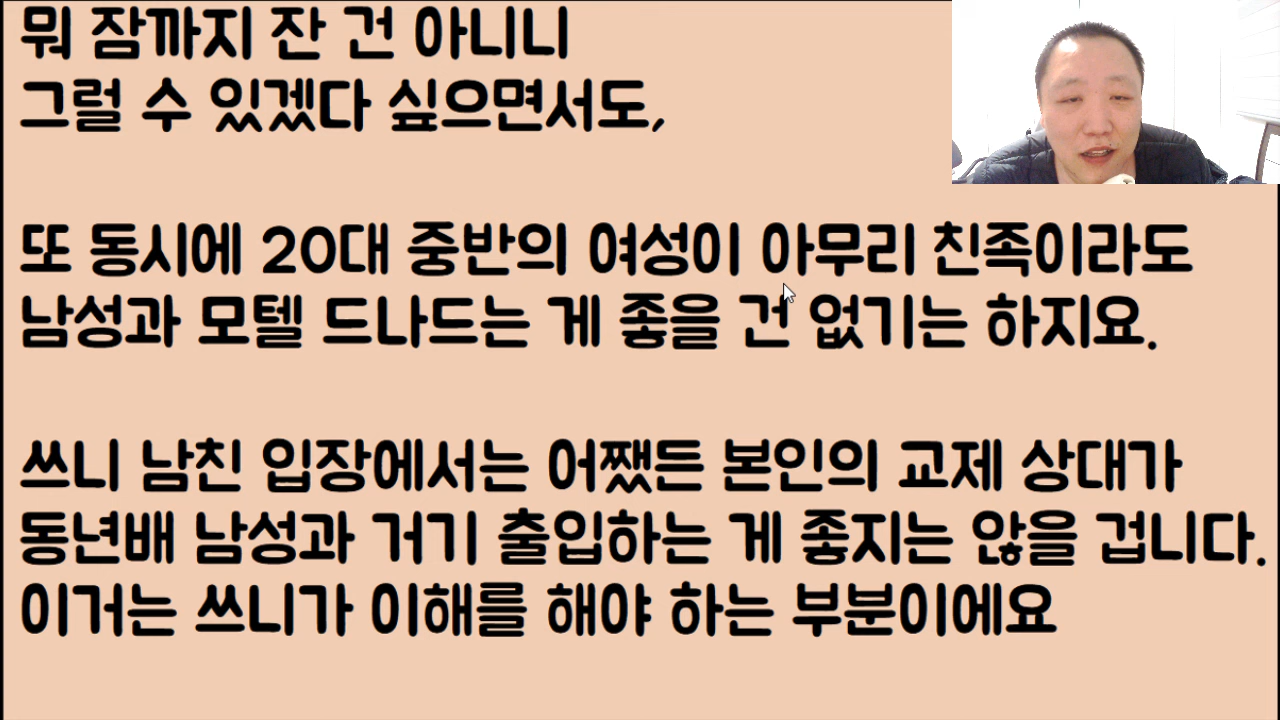 뭐 잠까지 잔 건 아니니
그럴 수 있겠다 싶으면서도,
또 동시에 20대 중반의 여성이 아무리 친족이라도
남성과 모텔 드나드는 게 좋을 건 없기는 하지요.
쓰니 남친 입장에서는 어쨌든 본인의 교제 상대가
동년배 남성과 거기 출입하는 게 좋지는 않을 겁니다.
이거는 쓰니가 이해를 해야 하는 부분이에요